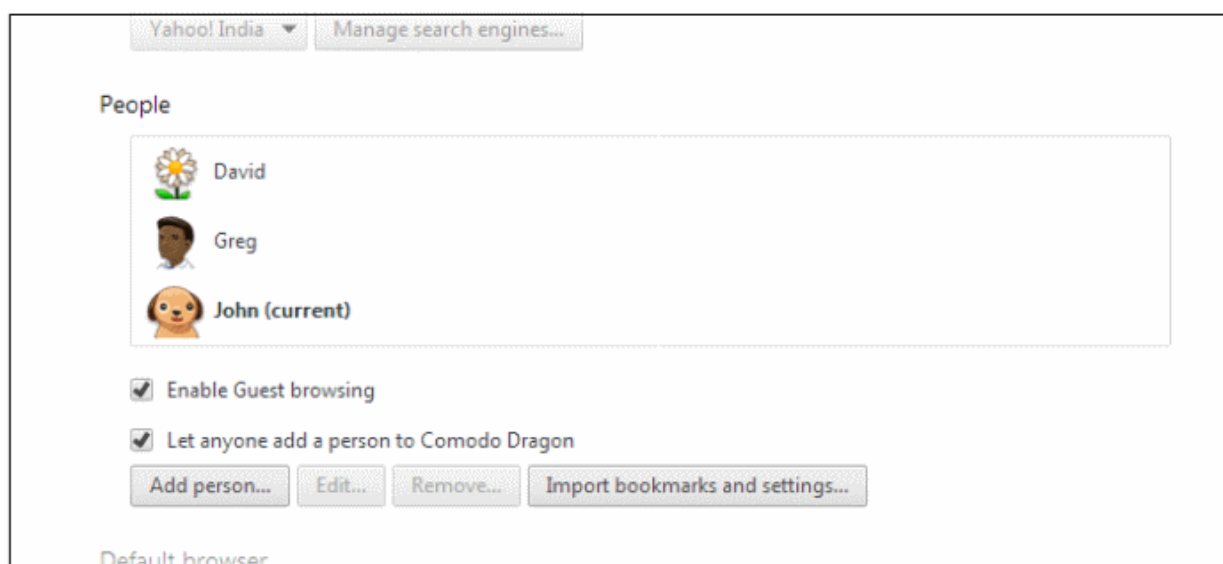 Yahoo! India Manage search engines...
People
David
Greg
John (current)
Enable Guest browsing
Let anyone add a person to Comodo Dragon
Add person... Edit... Remove... Import bookmarks and settings...
Default browser